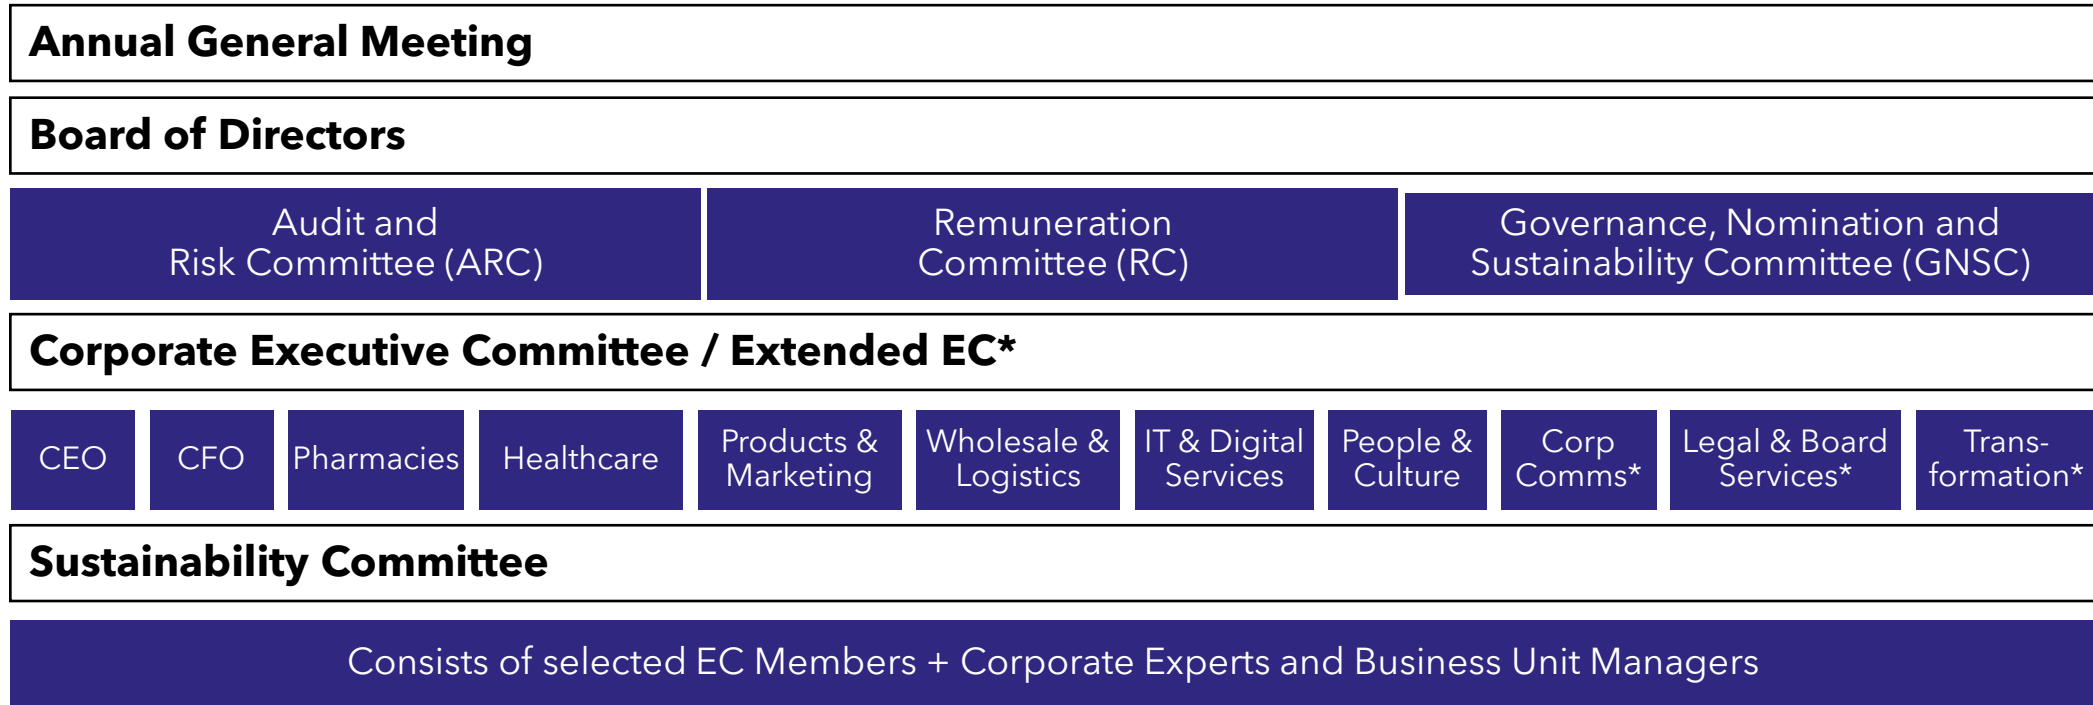 Annual General Meeting
Board of Directors
Audit and
Risk Committee (ARC)
Remuneration
Committee (RC)
Governance, Nomination and
Sustainability Committee (GNSC)
Corporate Executive Committee / Extended EC*
CEO
CFO
Pharmacies
Healthcare
Products &
Marketing
Wholesale &
Logistics
IT & Digital
Services
People &
Culture
Corp
Comms*
Legal & Board
Services*
Trans-
formation*
Sustainability Committee
Consists of selected EC Members + Corporate Experts and Business Unit Managers